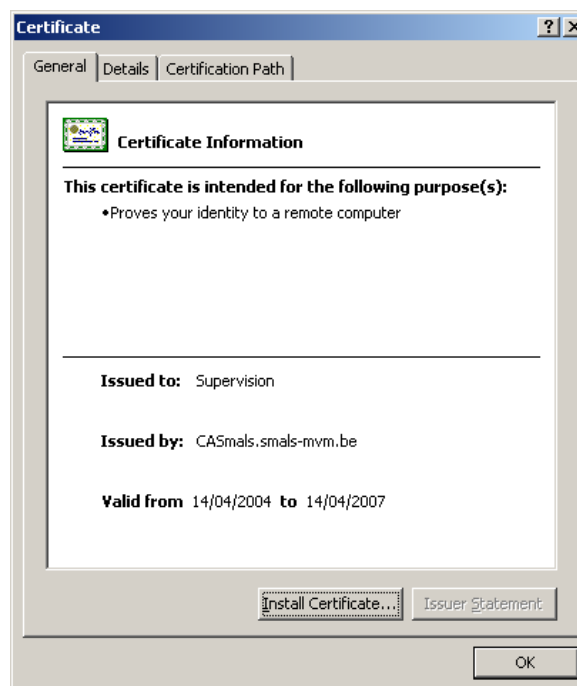 Certificate
General Details Certification Path
Certificate Information
This certificate is intended for the following purpose(s):
•Proves your identity to a remote computer
Issued to: Supervision
Issued by: CASmals.smals-mvm.be
Valid from 14/04/2004 to 14/04/2007
Install Certificate... Issuer Statement
OK